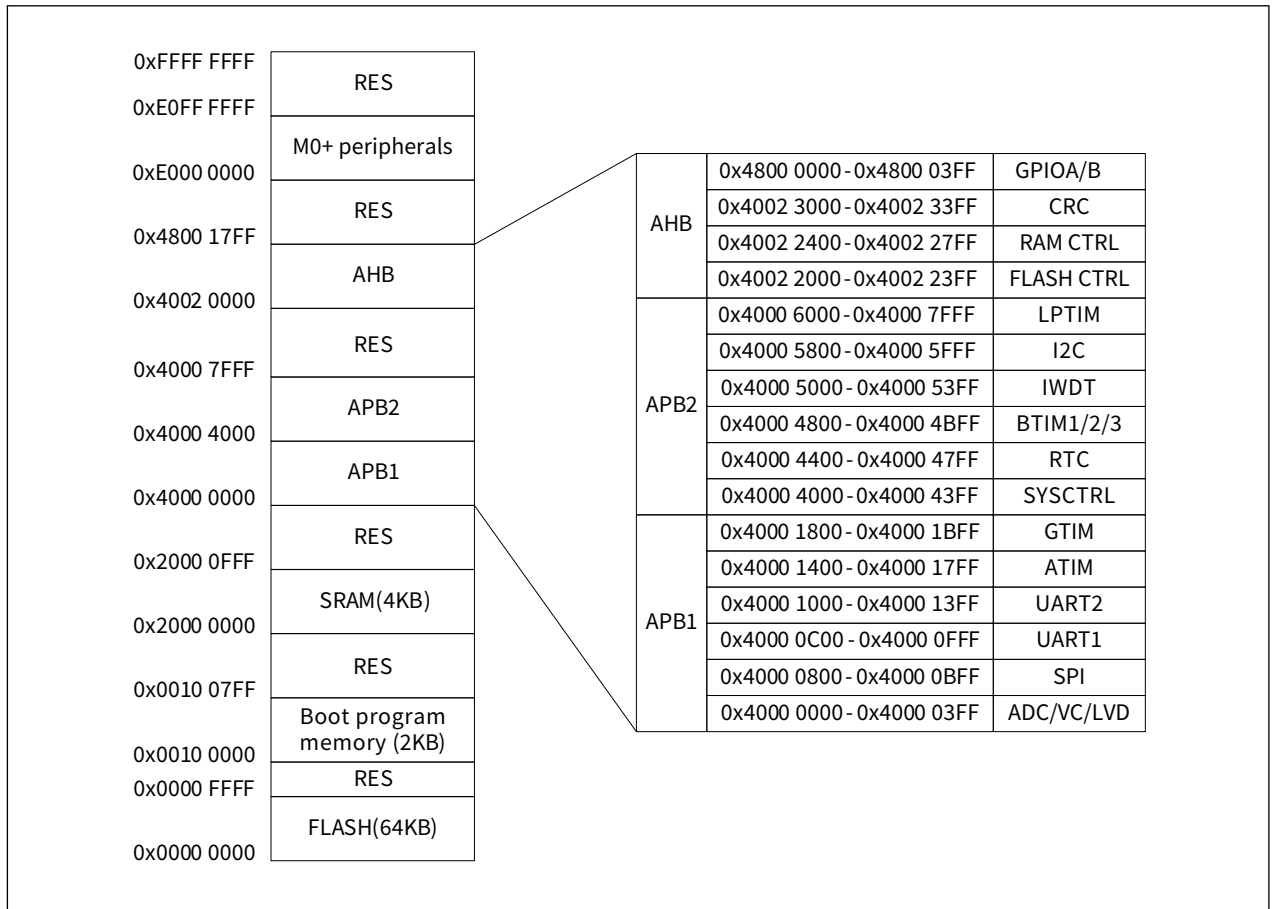 0xFFFF FFFF
RES
0xE0FF FFFF
M0+ peripherals
0xE000 0000
RES
0x4800 17FF
AHB
0x4002 0000
RES
0x4000 7FFF
APB2
0x4000 4000
APB1
0x4000 0000
RES
0x2000 0FFF
SRAM(4KB)
0x2000 0000
RES
0x0010 07FF
Boot program
memory (2KB)
0x0010 0000
RES
0x0000 FFFF
FLASH(64KB)
0x0000 0000
AHB
0x4800 0000-0x4800 03FF GPIOA/B
0x4002 3000-0x4002 33FF CRC
0x4002 2400-0x4002 27FF RAM CTRL
0x4002 2000-0x4002 23FF FLASH CTRL
APB2
0x4000 6000-0x4000 7FFF LPTIM
0x4000 5800-0x4000 5FFF I2C
0x4000 5000-0x4000 53FF IWDT
0x4000 4800-0x4000 4BFF BTIM1/2/3
0x4000 4400-0x4000 47FF RTC
0x4000 4000-0x4000 43FF SYSCTRL
APB1
0x4000 1800-0x4000 1BFF GTIM
0x4000 1400-0x4000 17FF ATIM
0x4000 1000-0x4000 13FF UART2
0x4000 0C00-0x4000 0FFF UART1
0x4000 0800-0x4000 0BFF SPI
0x4000 0000-0x4000 03FF ADC/VC/LVD